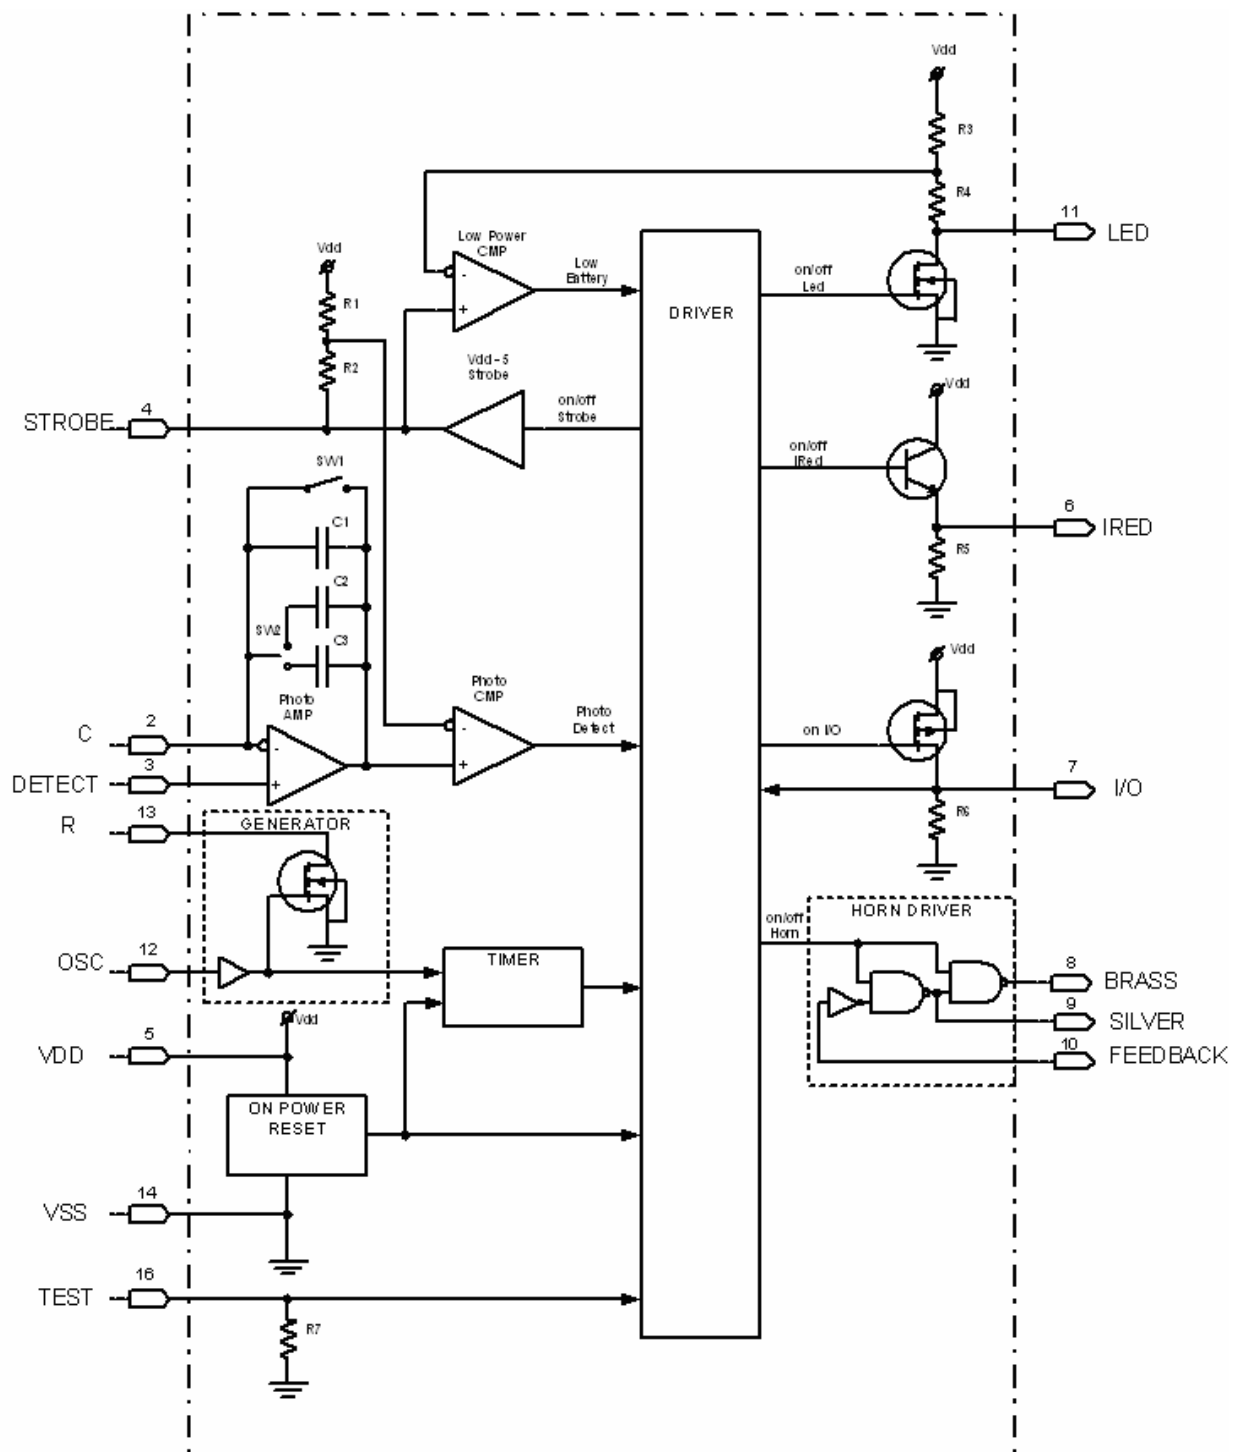 Vdd
R3
R4
11
LED
Low Power
CMP
-
+
Low
Battery
on/off
Led
DRIVER
Vdd
R1
R2
Vdd-5
Strobe
on/off
Strobe
STROBE
4
Vdd
on/off
IRed
6
IRED
R5
SW1
C1
C2
SW2
C3
Photo
AMP
-
+
Photo
CMP
-
+
Photo
Detect
Vdd
on I/O
7
I/O
R6
C
2
DETECT
3
R
13
GENERATOR
OSC
12
TIMER
on/off
Horn
HORN DRIVER
8
BRASS
9
SILVER
10
FEEDBACK
Vdd
VDD
5
ON POWER
RESET
VSS
14
TEST
16
R7